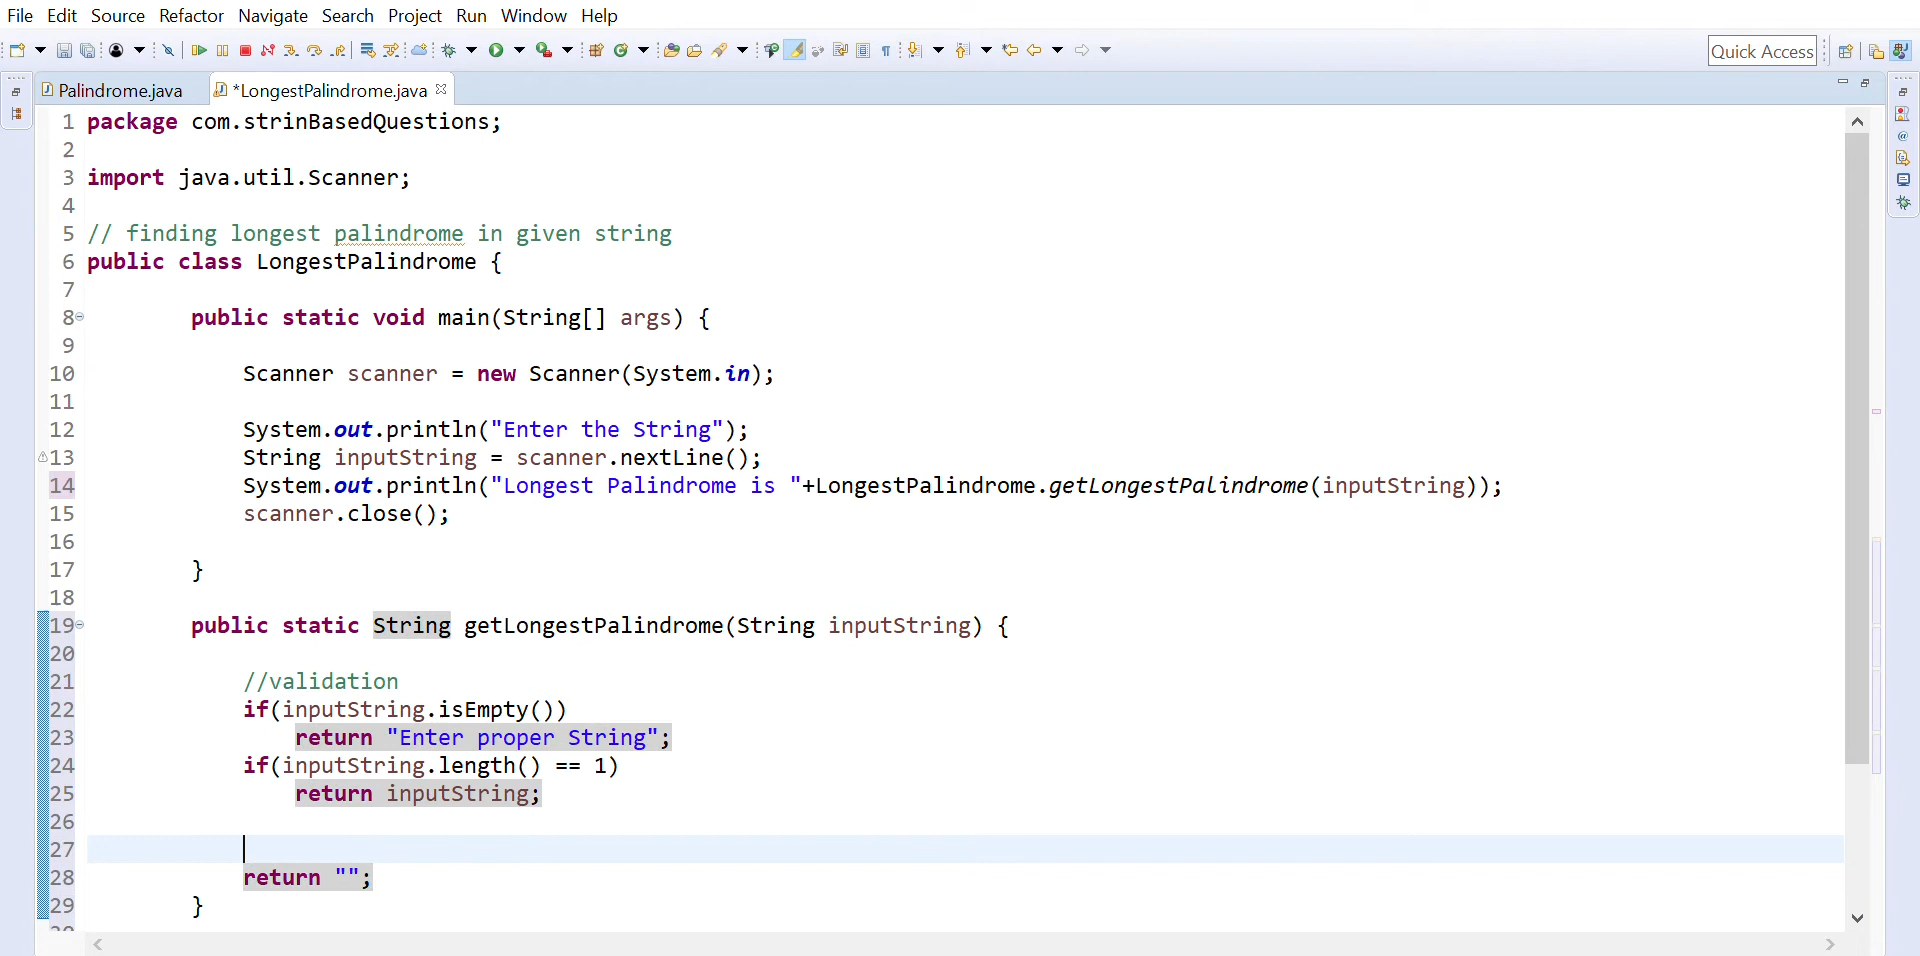 File Edit Source Refactor Navigate Search Project Run Window Help
Quick Access
Palindrome.java *LongestPalindrome.java
1 package com.strinBasedQuestions;
2
3 import java.util.Scanner;
4
5 // finding longest palindrome in given string
6 public class LongestPalindrome {
7
8 public static void main(String[] args) {
9
10 Scanner scanner = new Scanner(System.in);
11
12 System.out.println("Enter the String");
13 String inputString = scanner.nextLine();
14 System.out.println("Longest Palindrome is "+LongestPalindrome.getLongestPalindrome(inputString));
15 scanner.close();
16
17 }
18
19 public static String getLongestPalindrome(String inputString) {
20
21 //validation
22 if(inputString.isEmpty())
23 return "Enter proper String";
24 if(inputString.length() == 1)
25 return inputString;
26
27
28 return "";
29 }